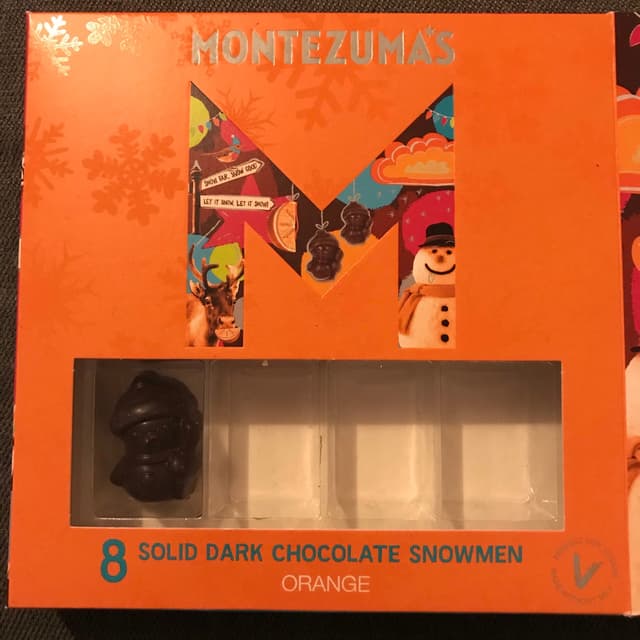 MONTEZUMA'S
SNOW FAR, SNOW GOOD
LET IT SNOW, LET IT SNOW!
8 SOLID DARK CHOCOLATE SNOWMEN
ORANGE